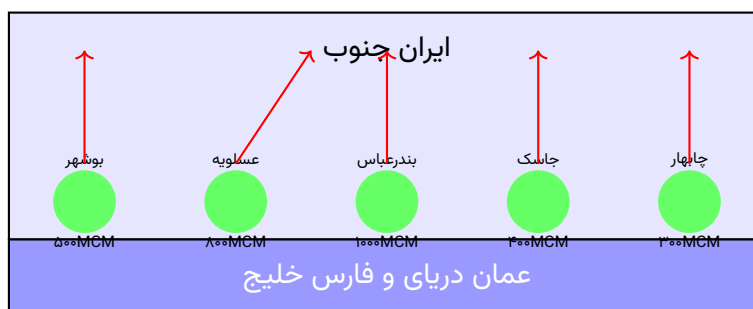 ایران جنوب
چابهار
جاسک
بندرعباس
عسلویه
بوشهر
۳۰۰MCM
۴۰۰MCM
۱۰۰۰MCM
۸۰۰MCM
۵۰۰MCM
عمان دریای و فارس خلیج